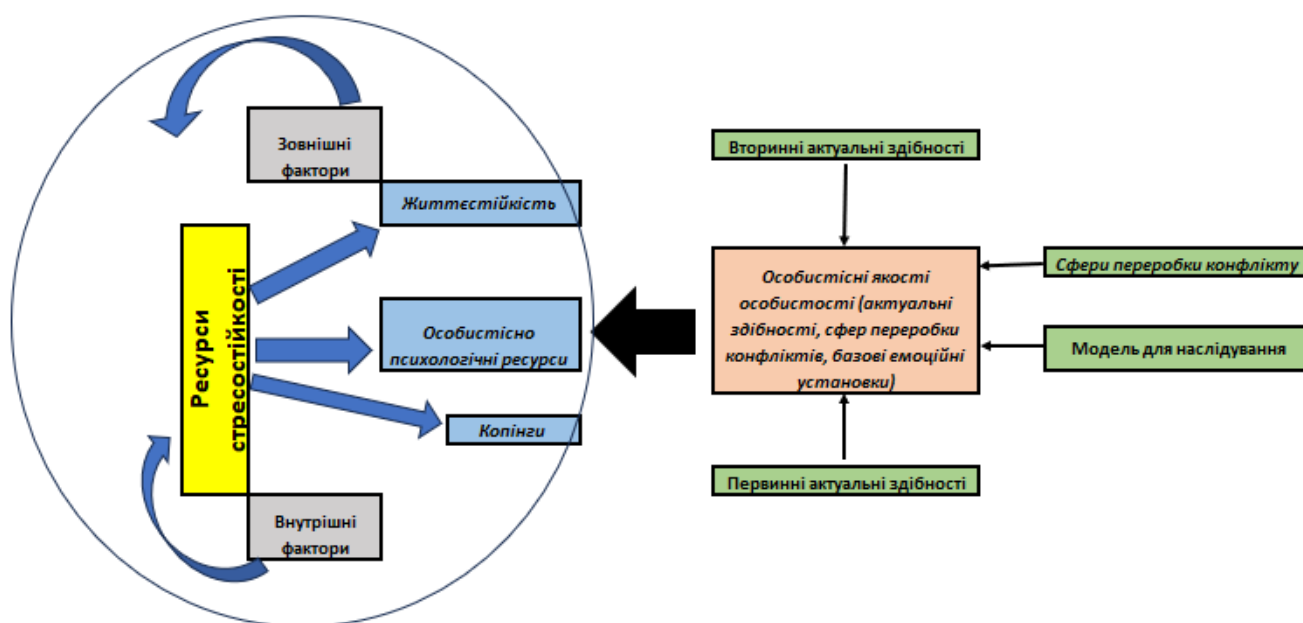 Зовнішні
фактори
Життєстійкість
Ресурси
стресостійкості
Особистісно
психологічні ресурси
Копінги
Внутрішні
фактори
Вторинні актуальні здібності
Особистісні якості
особистості (актуальні
здібності, сфер переробки
конфліктів, базові емоційні
установки)
Сфери переробки конфлікту
Модель для наслідування
Первинні актуальні здібності